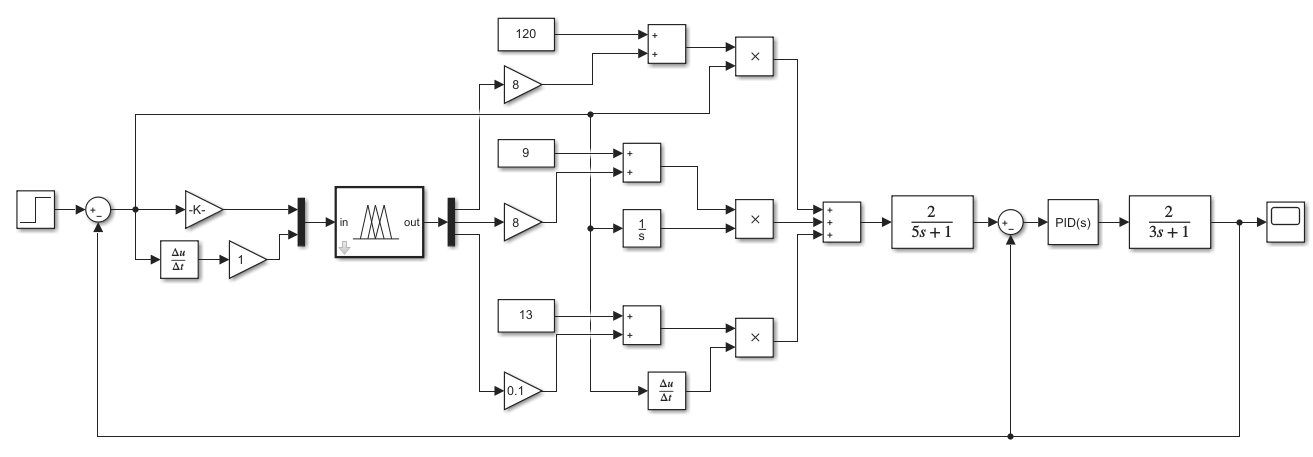 120
+
+
×
8
9
+
+
+
−
-K-
in
out
8
1
s
×
+
+
+
2
5s + 1
+
−
PID(s)
2
3s + 1
Δu
Δt
1
13
+
+
×
0.1
Δu
Δt